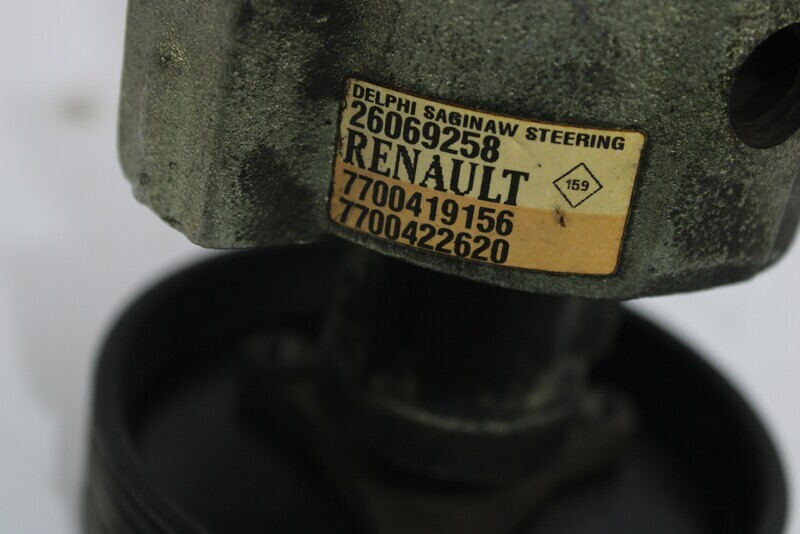 DELPHI SAGINAW STEERING
26069258
RENAULT
159
7700419156
7700422620